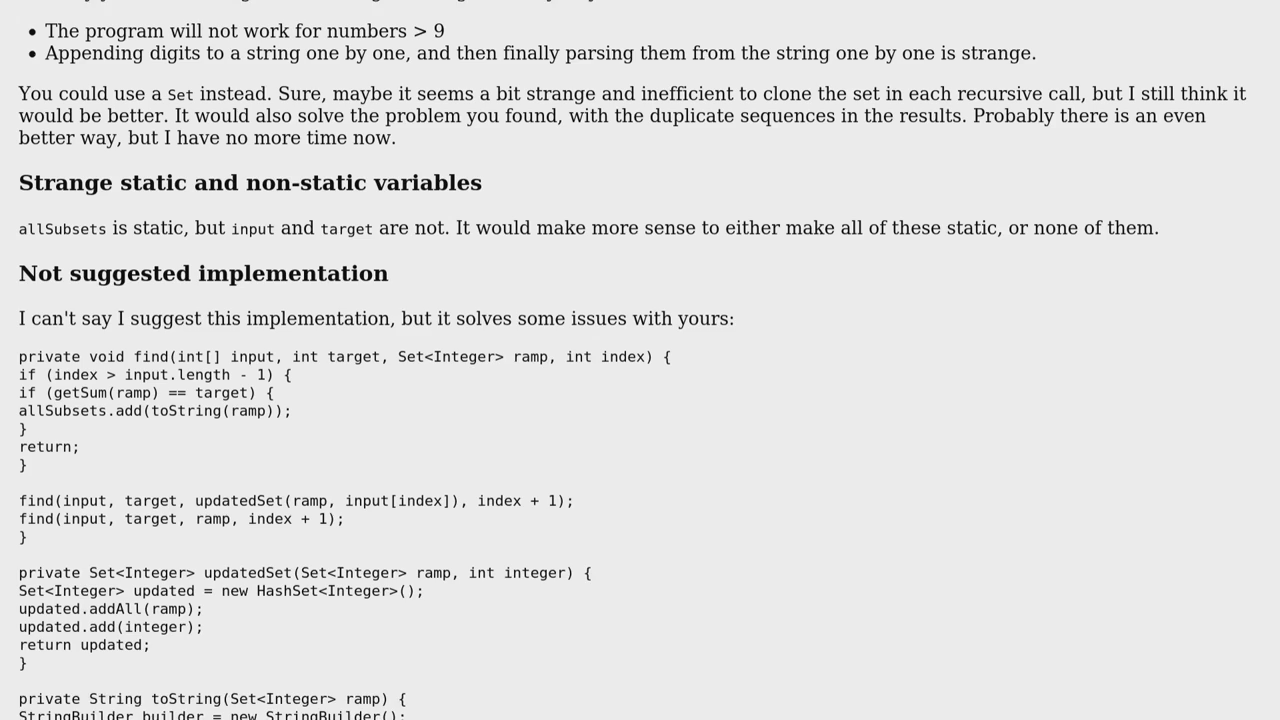 The program will not work for numbers > 9
Appending digits to a string one by one, and then finally parsing them from the string one by one is strange.
You could use a Set instead. Sure, maybe it seems a bit strange and inefficient to clone the set in each recursive call, but I still think it
would be better. It would also solve the problem you found, with the duplicate sequences in the results. Probably there is an even
better way, but I have no more time now.
Strange static and non-static variables
allSubsets is static, but input and target are not. It would make more sense to either make all of these static, or none of them.
Not suggested implementation
I can't say I suggest this implementation, but it solves some issues with yours:
private void find(int[] input, int target, Set<Integer> ramp, int index) {
if (index > input.length - 1) {
if (getSum(ramp) == target) {
allSubsets.add(toString(ramp));
}
return;
}
find(input, target, updatedSet(ramp, input[index]), index + 1);
find(input, target, ramp, index + 1);
}
private Set<Integer> updatedSet(Set<Integer> ramp, int integer) {
Set<Integer> updated = new HashSet<Integer>();
updated.addAll(ramp);
updated.add(integer);
return updated;
}
private String toString(Set<Integer> ramp) {
StringBuilder builder = new StringBuilder();